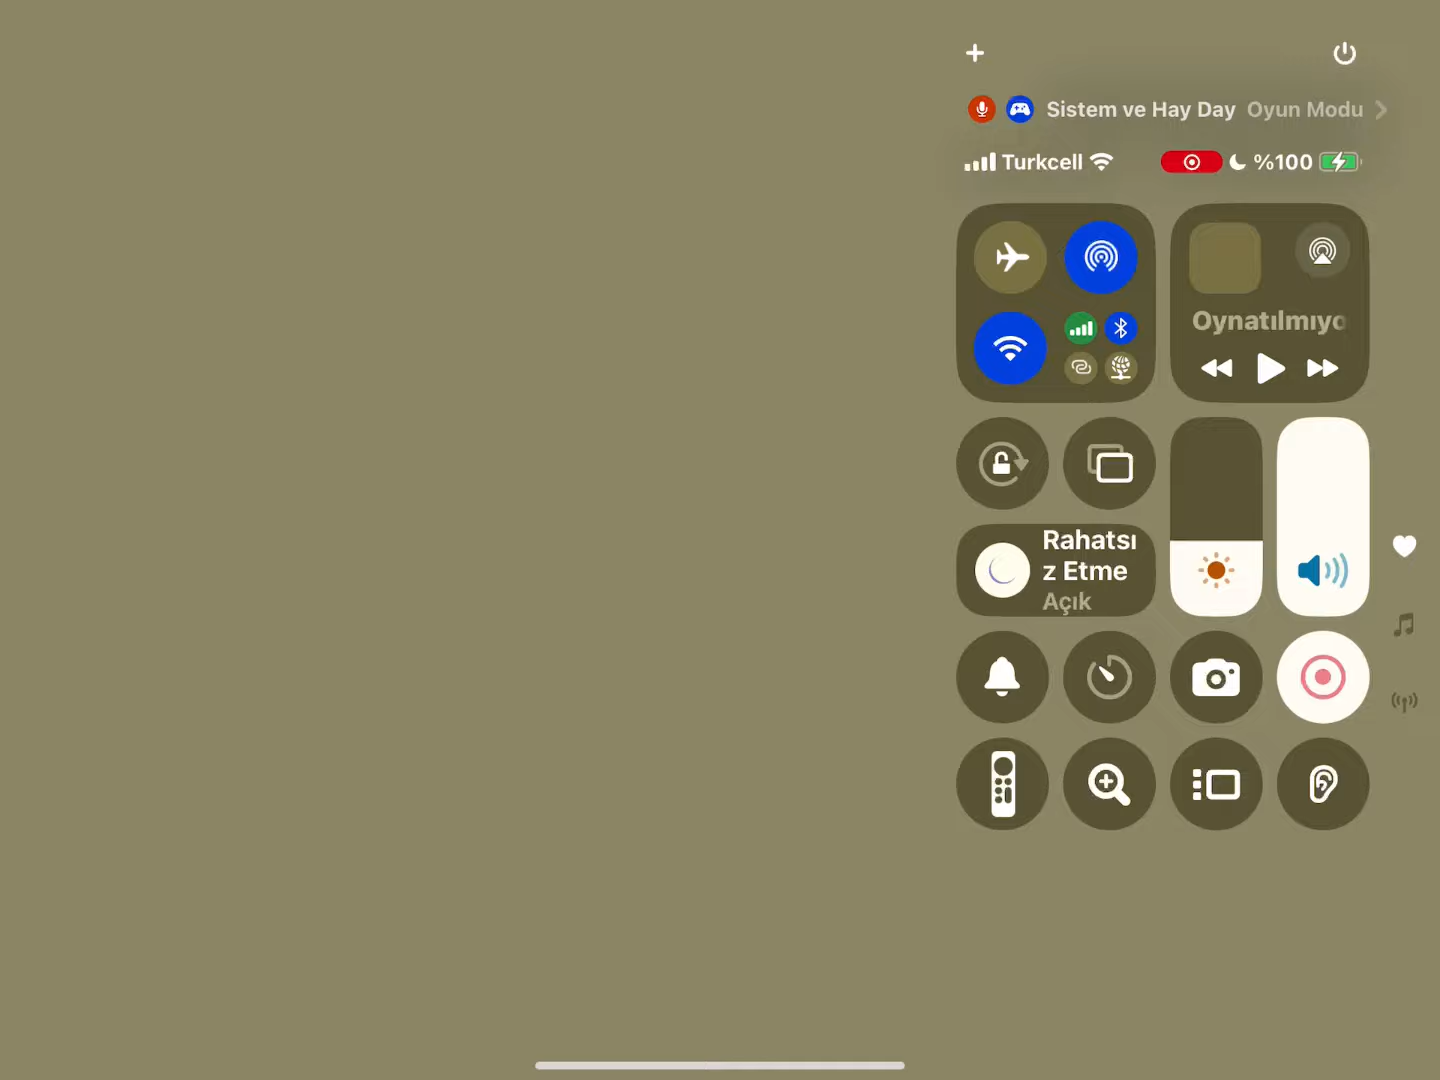 Sistem ve Hay Day Oyun Modu
Turkcell %100
Oynatılmıyo
Rahatsı
z Etme
Açık